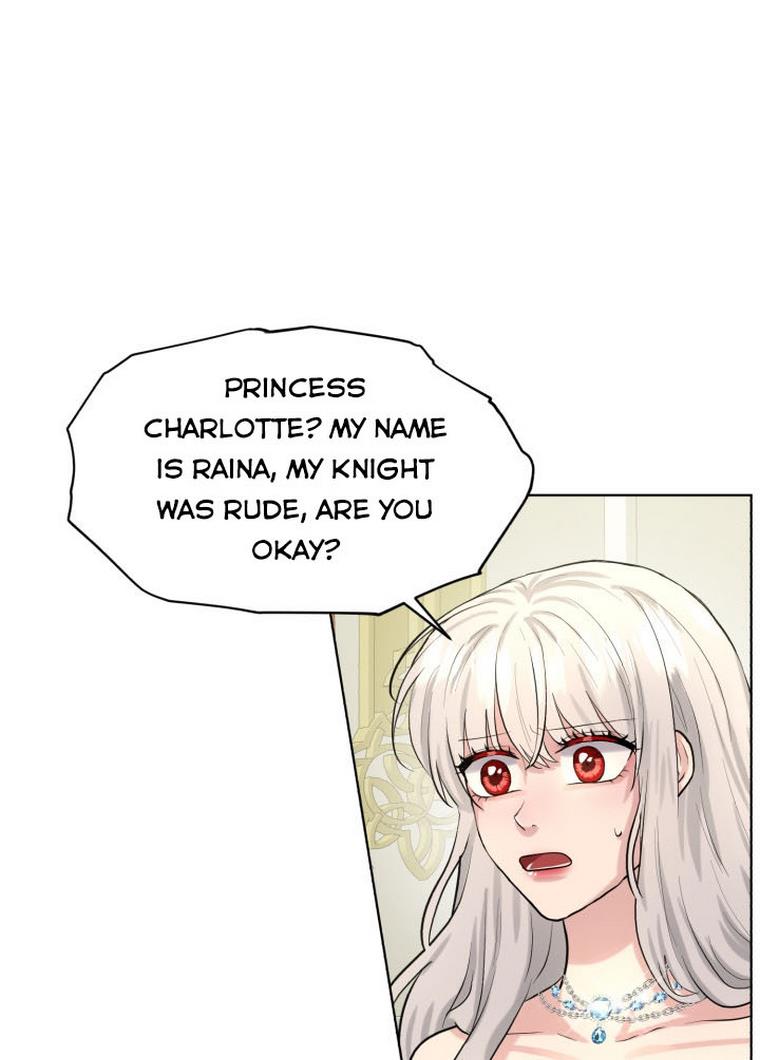 PRINCESS
CHARLOTTE? MY NAME
IS RAINA, MY KNIGHT
WAS RUDE, ARE YOU
OKAY?